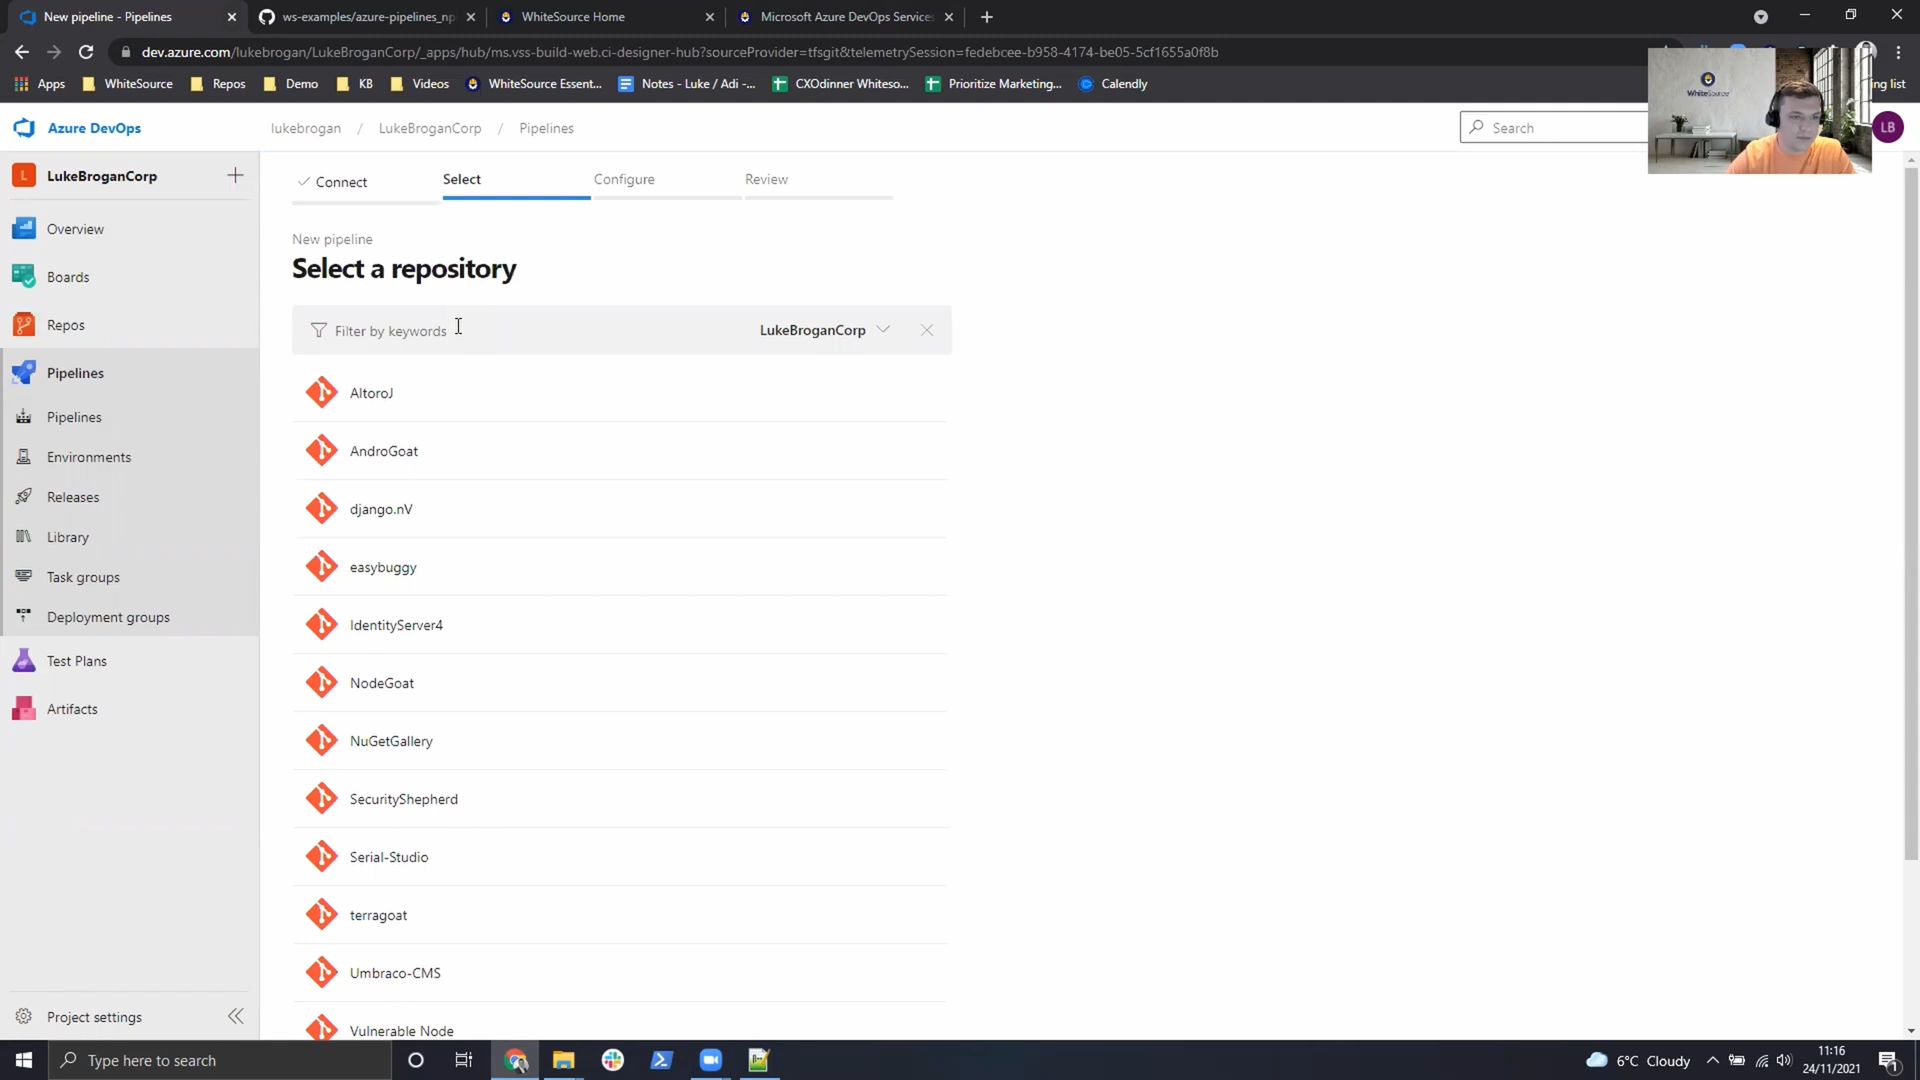 New pipeline - Pipelines
ws-examples/azure-pipelines_np
WhiteSource Home
Microsoft Azure DevOps Services
dev.azure.com/lukebrogan/LukeBroganCorp/_apps/hub/ms.vss-build-web.ci-designer-hub?sourceProvider=tfsgit&telemetrySession=fedebcee-b958-4174-be05-5cf1655a0f8b
Apps
WhiteSource
Repos
Demo
KB
Videos
WhiteSource Essent...
Notes - Luke / Adi -...
CXOdinner Whiteso...
Prioritize Marketing...
Calendly
ng list
WhiteSource
Azure DevOps
lukebrogan / LukeBroganCorp / Pipelines
Search
LB
L LukeBroganCorp
Overview
Boards
Repos
Pipelines
Pipelines
Environments
Releases
Library
Task groups
Deployment groups
Test Plans
Artifacts
Project settings
Connect
Select
Configure
Review
New pipeline
Select a repository
Filter by keywords
LukeBroganCorp
AltoroJ
AndroGoat
django.nV
easybuggy
IdentityServer4
NodeGoat
NuGetGallery
SecurityShepherd
Serial-Studio
terragoat
Umbraco-CMS
Vulnerable Node
Type here to search
6°C Cloudy
11:16
24/11/2021
1